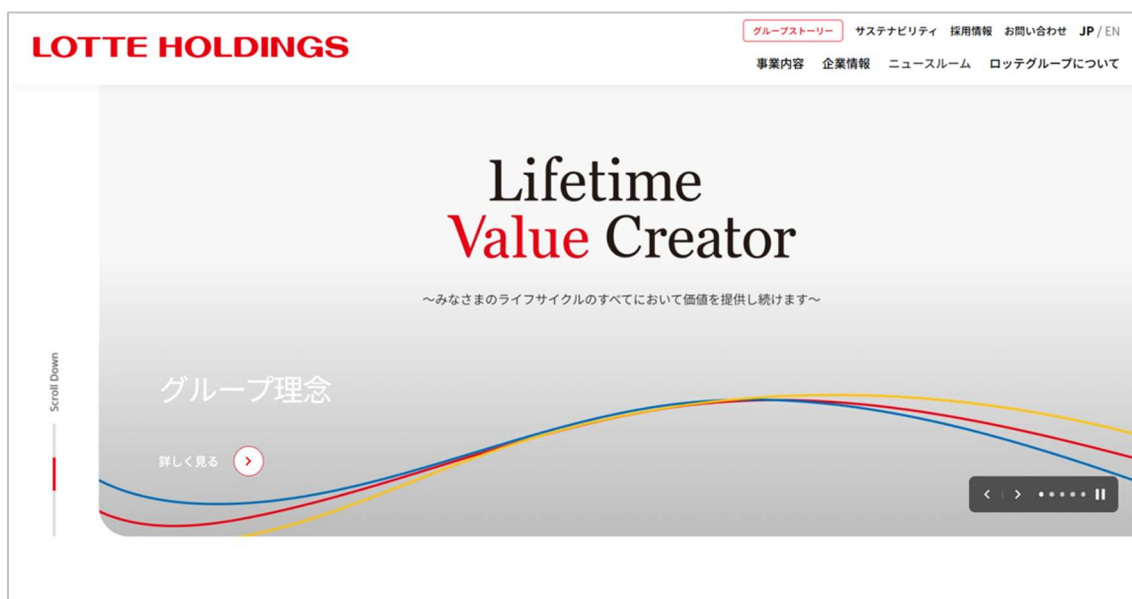 LOTTE HOLDINGS
グループストーリー サステナビリティ 採用情報 お問い合わせ JP / EN
事業内容 企業情報 ニュースルーム ロッテグループについて
Lifetime
Value Creator
～みなさまのライフサイクルのすべてにおいて価値を提供し続けます～
Scroll Down
グループ理念
詳しく見る